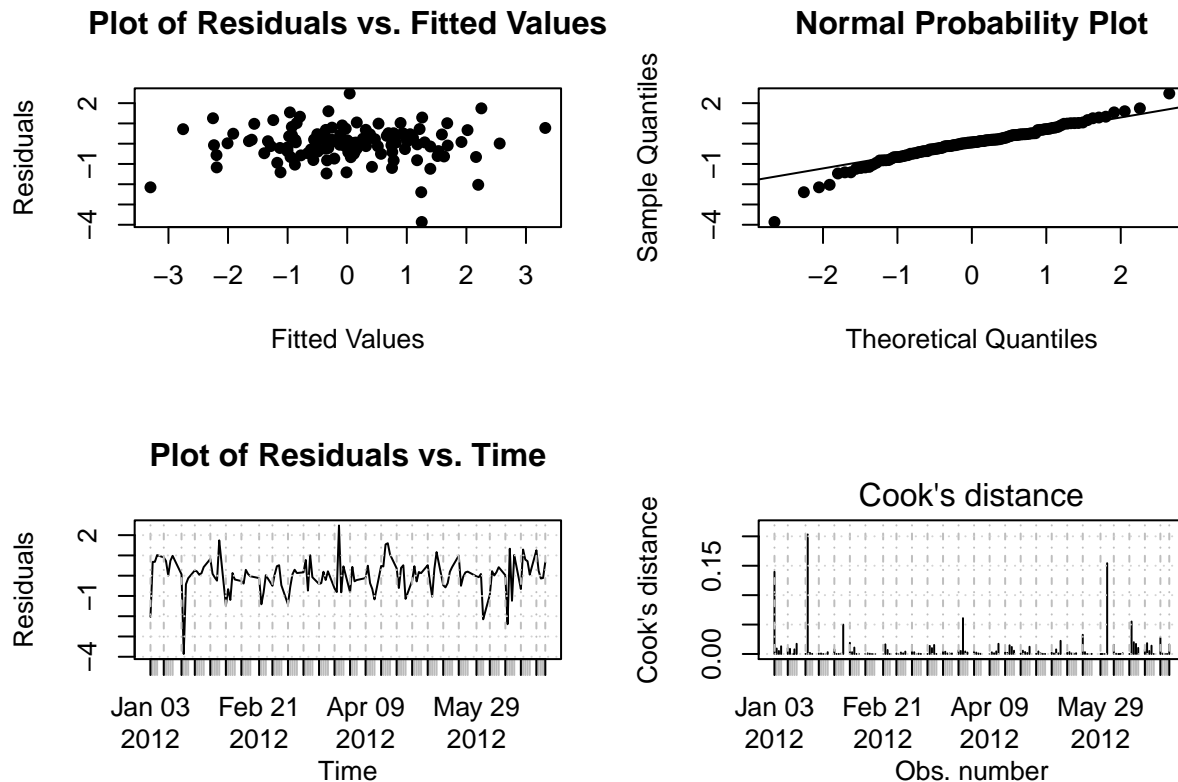 Plot of Residuals vs. Fitted Values
Residuals
2
−1
−4
−3 −2 −1 0 1 2 3
Fitted Values
Normal Probability Plot
Sample Quantiles
2
−1
−4
−2 −1 0 1 2
Theoretical Quantiles
Plot of Residuals vs. Time
Residuals
2
−1
−4
Jan 03 Feb 21 Apr 09 May 29
2012 2012 2012 2012
Time
Cook's distance
Cook's distance
0.15
0.00
Jan 03 Feb 21 Apr 09 May 29
2012 2012 2012 2012
Obs. number